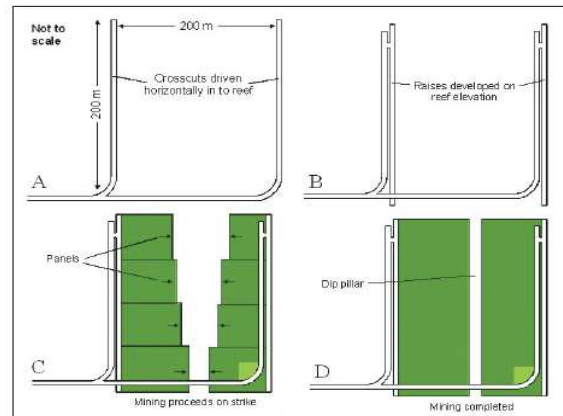 Not to
scale
200 m
200 m
Crosscuts driven
horizontally in to reef
A
Raises developed on
reef elevation
B
Panels
C
Mining proceeds on strike
Dip pillar
D
Mining completed